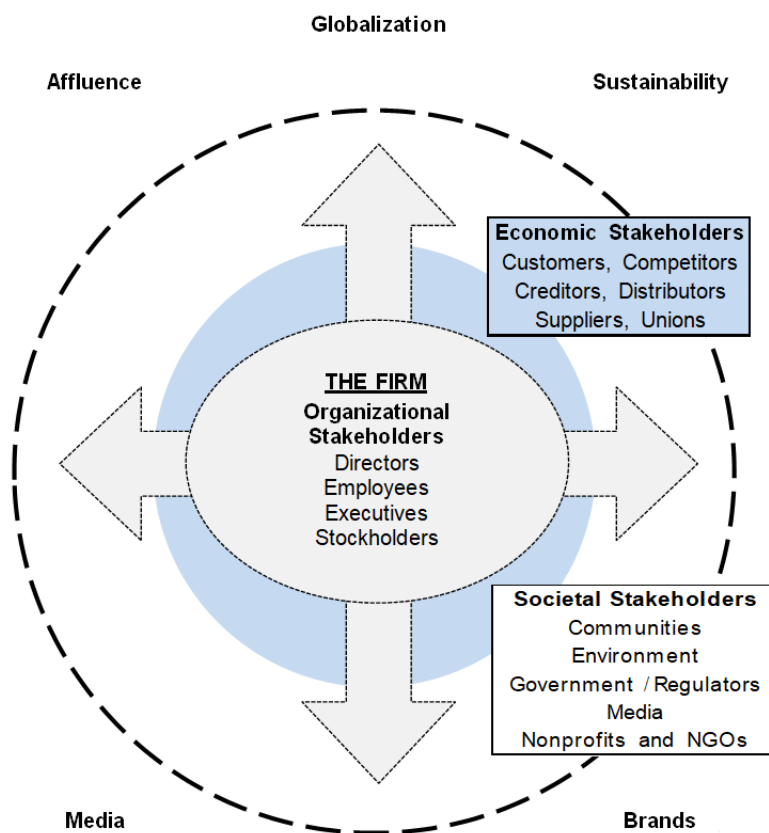 Globalization
Affluence
Sustainability
Economic Stakeholders
Customers, Competitors
Creditors, Distributors
Suppliers, Unions
THE FIRM
Organizational
Stakeholders
Directors
Employees
Executives
Stockholders
Societal Stakeholders
Communities
Environment
Government / Regulators
Media
Nonprofits and NGOs
Media
Brands